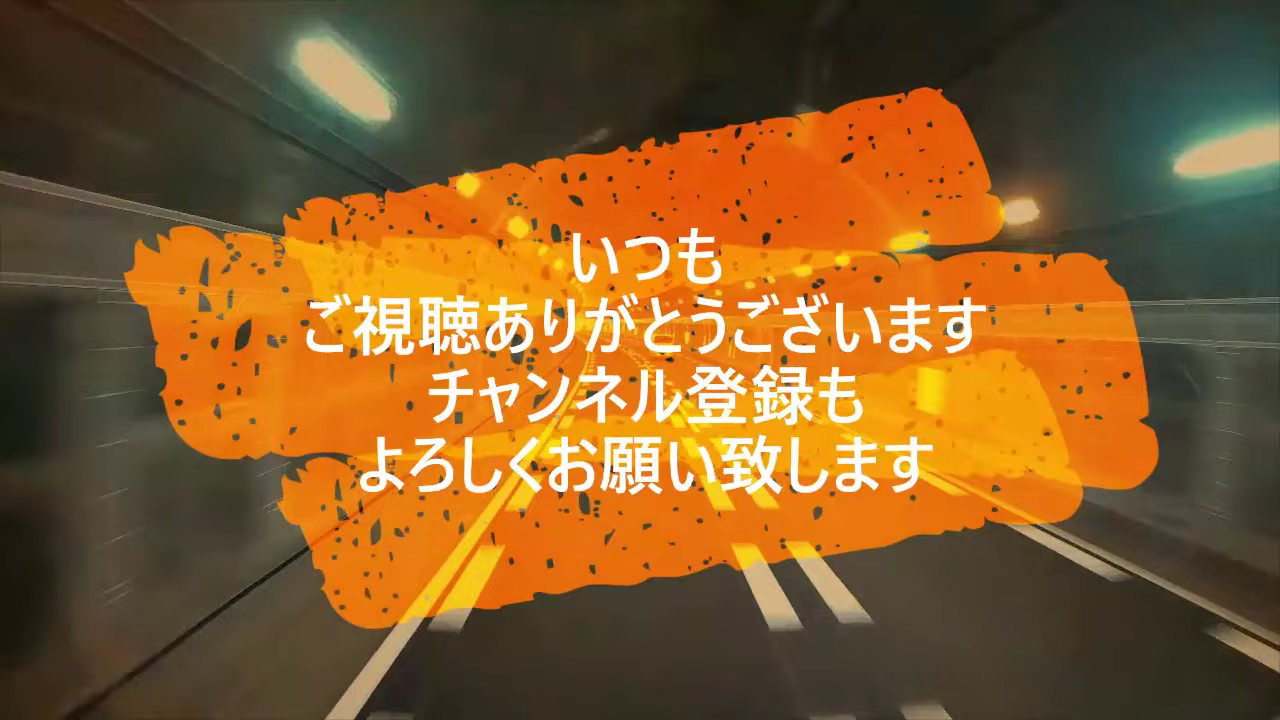 いつも
ご視聴ありがとうございます
チャンネル登録も
よろしくお願い致します